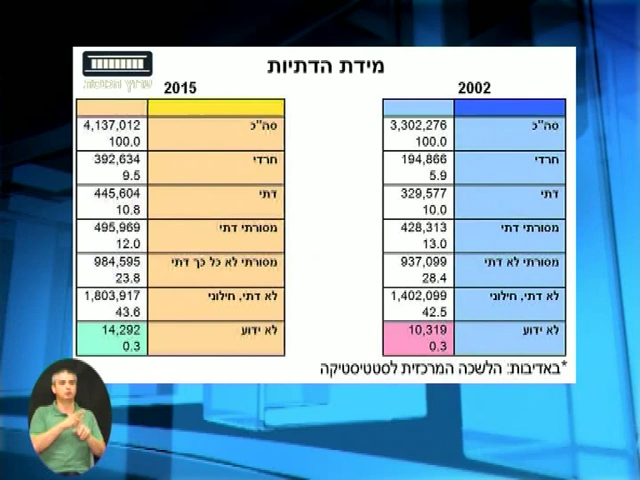 מידת הדתיות
ערוץ הכנסת
2002
סה"כ 3,302,276
100.0
חרדי 194,866
5.9
דתי 329,577
10.0
מסורתי דתי 428,313
13.0
מסורתי לא דתי 937,099
28.4
לא דתי, חילוני 1,402,099
42.5
לא ידוע 10,319
0.3
2015
סה"כ 4,137,012
100.0
חרדי 392,634
9.5
דתי 445,604
10.8
מסורתי דתי 495,969
12.0
מסורתי לא כל כך דתי 984,595
23.8
לא דתי, חילוני 1,803,917
43.6
לא ידוע 14,292
0.3
*באדיבות: הלשכה המרכזית לסטטיסטיקה